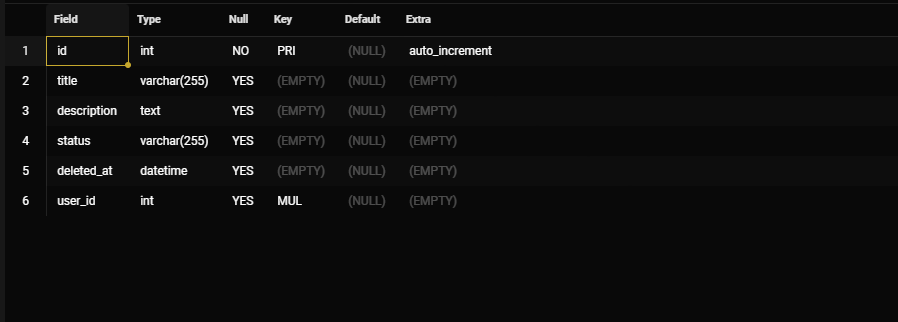 Field Type Null Key Default Extra
1 id int NO PRI (NULL) auto_increment
2 title varchar(255) YES (EMPTY) (NULL) (EMPTY)
3 description text YES (EMPTY) (NULL) (EMPTY)
4 status varchar(255) YES (EMPTY) (NULL) (EMPTY)
5 deleted_at datetime YES (EMPTY) (NULL) (EMPTY)
6 user_id int YES MUL (NULL) (EMPTY)